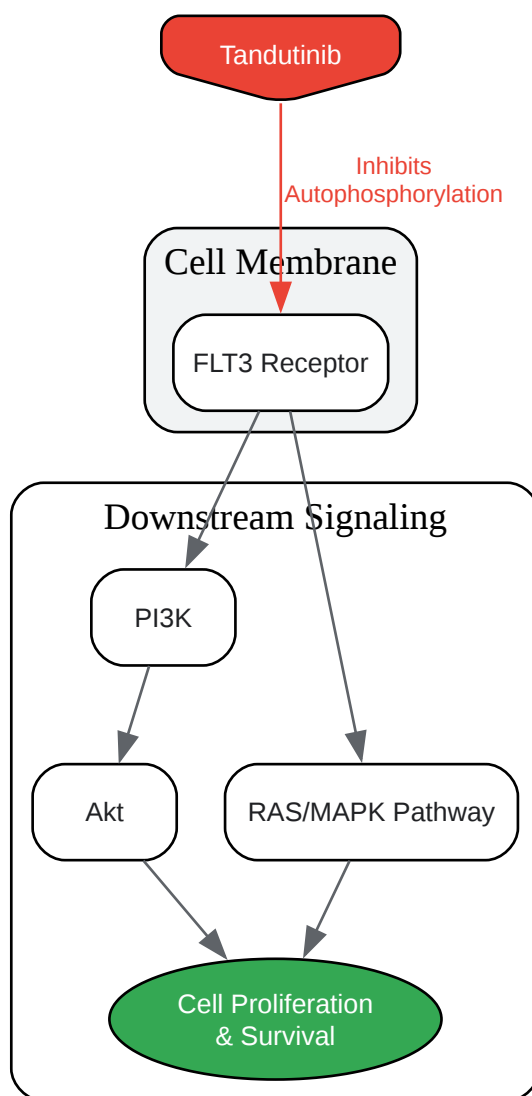 Tandutinib
Inhibits
Autophosphorylation
Cell Membrane
FLT3 Receptor
Downstream Signaling
PI3K
Akt
RAS/MAPK Pathway
Cell Proliferation
& Survival